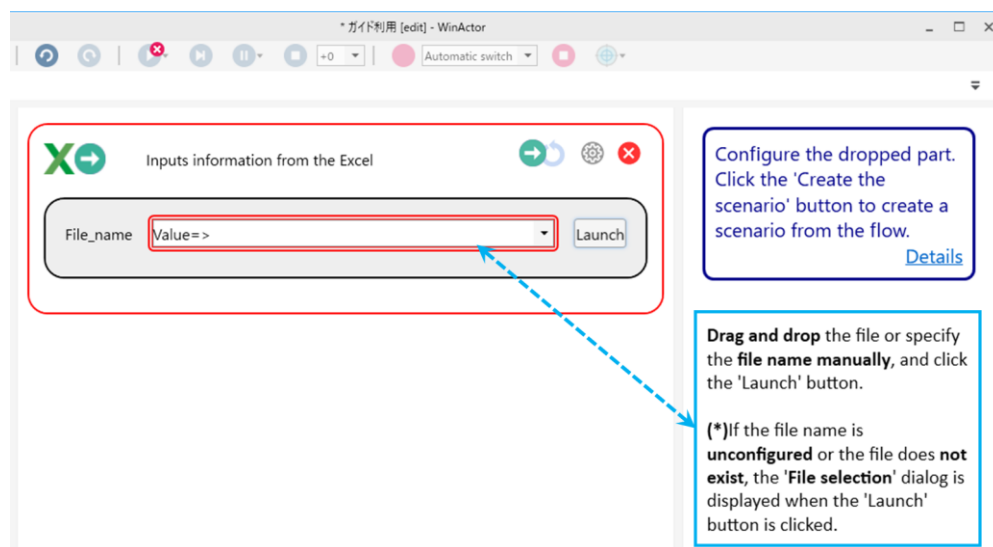 * ガイド利用 [edit] - WinActor
+0
Automatic switch
Inputs information from the Excel
File_name
Value=>
Launch
Configure the dropped part.
Click the 'Create the
scenario' button to create a
scenario from the flow.
Details
Drag and drop the file or specify
the file name manually, and click
the 'Launch' button.
(*)If the file name is
unconfigured or the file does not
exist, the 'File selection' dialog is
displayed when the 'Launch'
button is clicked.